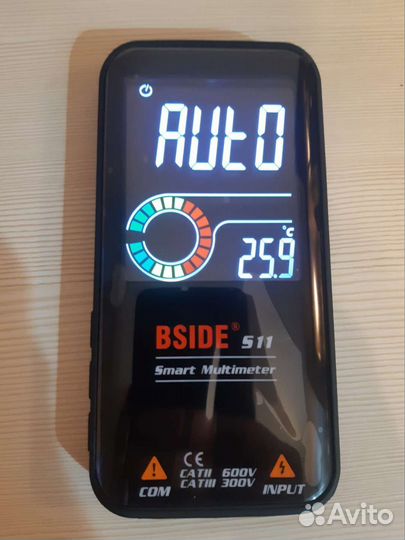 AUTO
°C
25.9
BSIDE® S11
Smart Multimeter
CE
CATII 600V
CATIII 300V
COM
INPUT
Avito